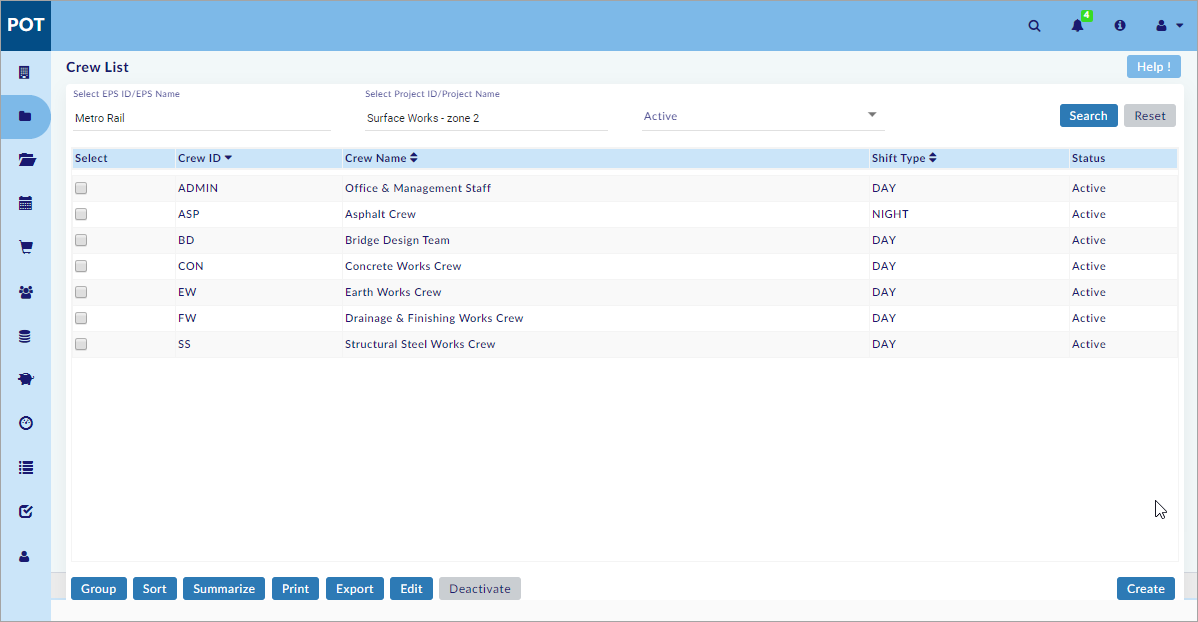 POT
4
Crew List
Help !
Select EPS ID/EPS Name
Select Project ID/Project Name
Metro Rail
Surface Works - zone 2
Active
Search
Reset
Select Crew ID Crew Name Shift Type Status
ADMIN Office & Management Staff DAY Active
ASP Asphalt Crew NIGHT Active
BD Bridge Design Team DAY Active
CON Concrete Works Crew DAY Active
EW Earth Works Crew DAY Active
FW Drainage & Finishing Works Crew DAY Active
SS Structural Steel Works Crew DAY Active
Group Sort Summarize Print Export Edit Deactivate Create